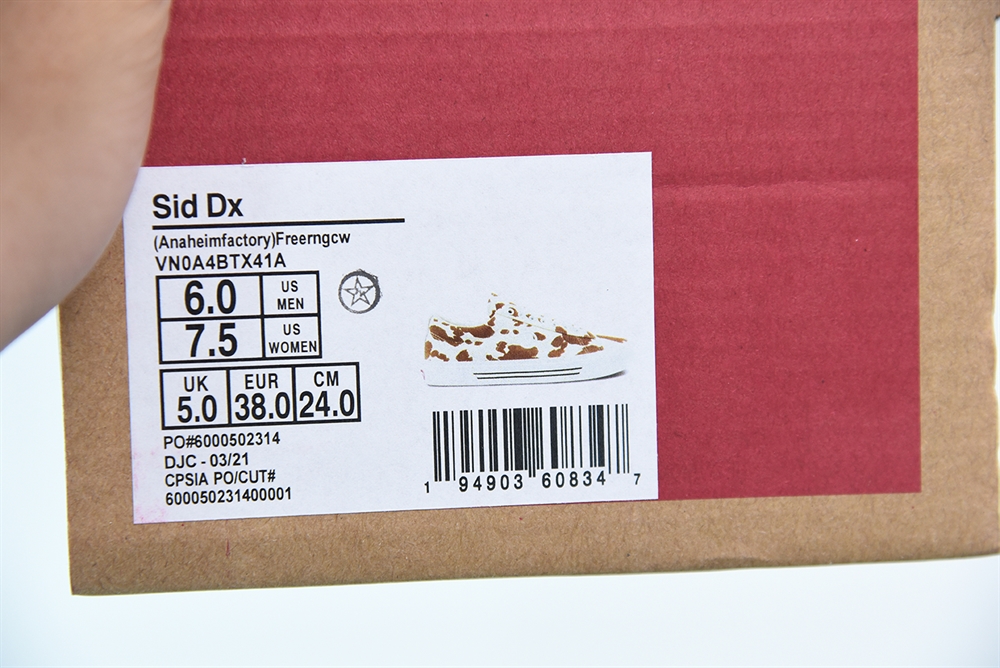 Sid Dx
(Anaheimfactory)Freerngcw
VN0A4BTX41A
6.0 US MEN
7.5 US WOMEN
UK 5.0 EUR 38.0 CM 24.0
PO#6000502314
DJC - 03/21
CPSIA PO/CUT#
600050231400001
1 94903 60834 7